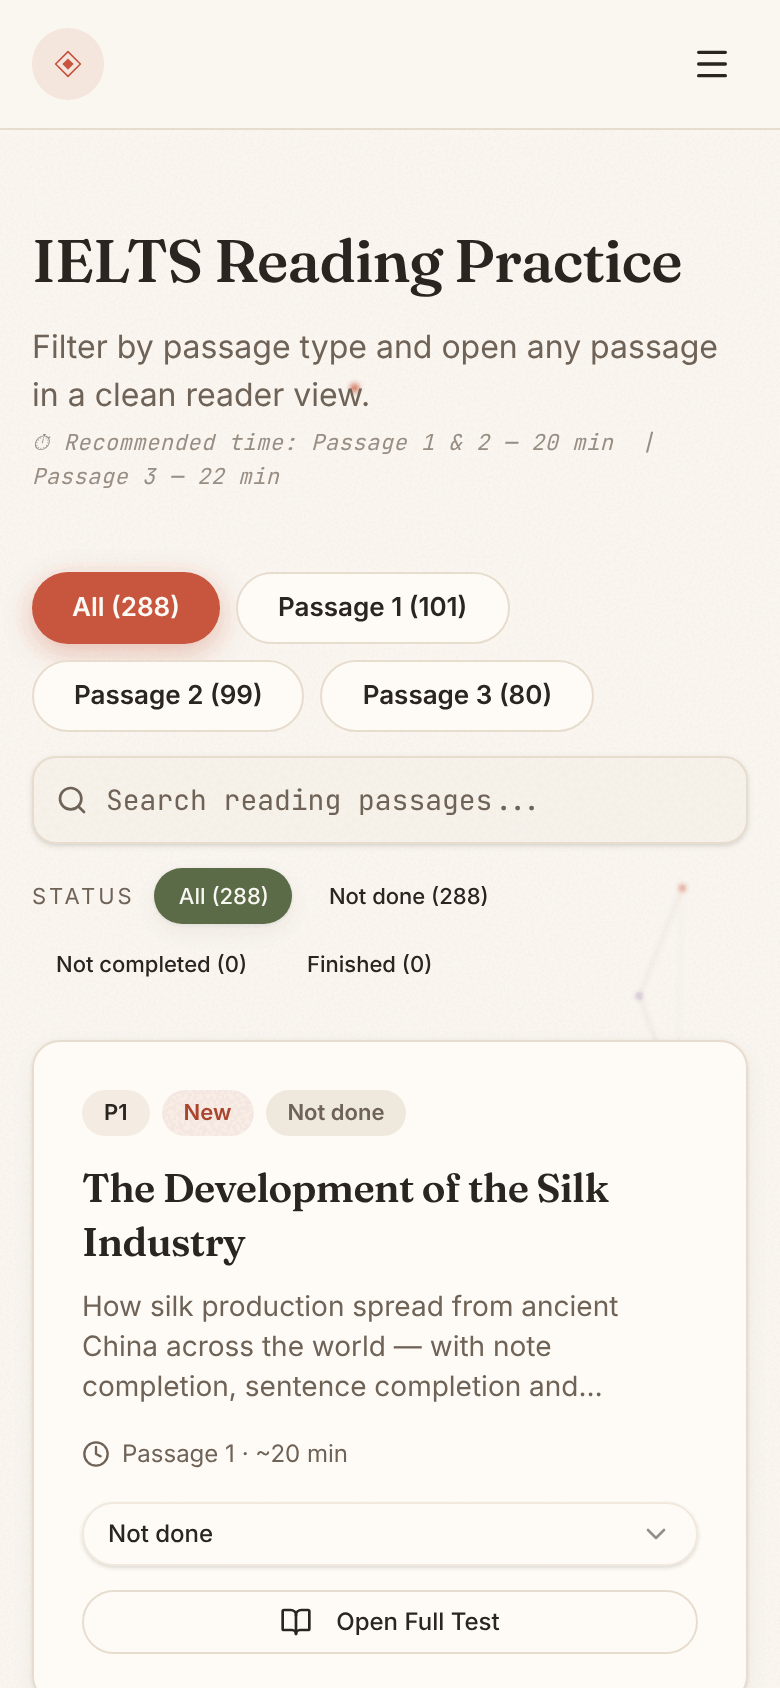 IELTS Reading Practice
Filter by passage type and open any passage
in a clean reader view.
⏱ Recommended time: Passage 1 & 2 — 20 min |
Passage 3 — 22 min
All (288)
Passage 1 (101)
Passage 2 (99)
Passage 3 (80)
Search reading passages...
STATUS
All (288)
Not done (288)
Not completed (0)
Finished (0)
P1
New
Not done
The Development of the Silk
Industry
How silk production spread from ancient
China across the world — with note
completion, sentence completion and...
Passage 1 · ~20 min
Not done
Open Full Test